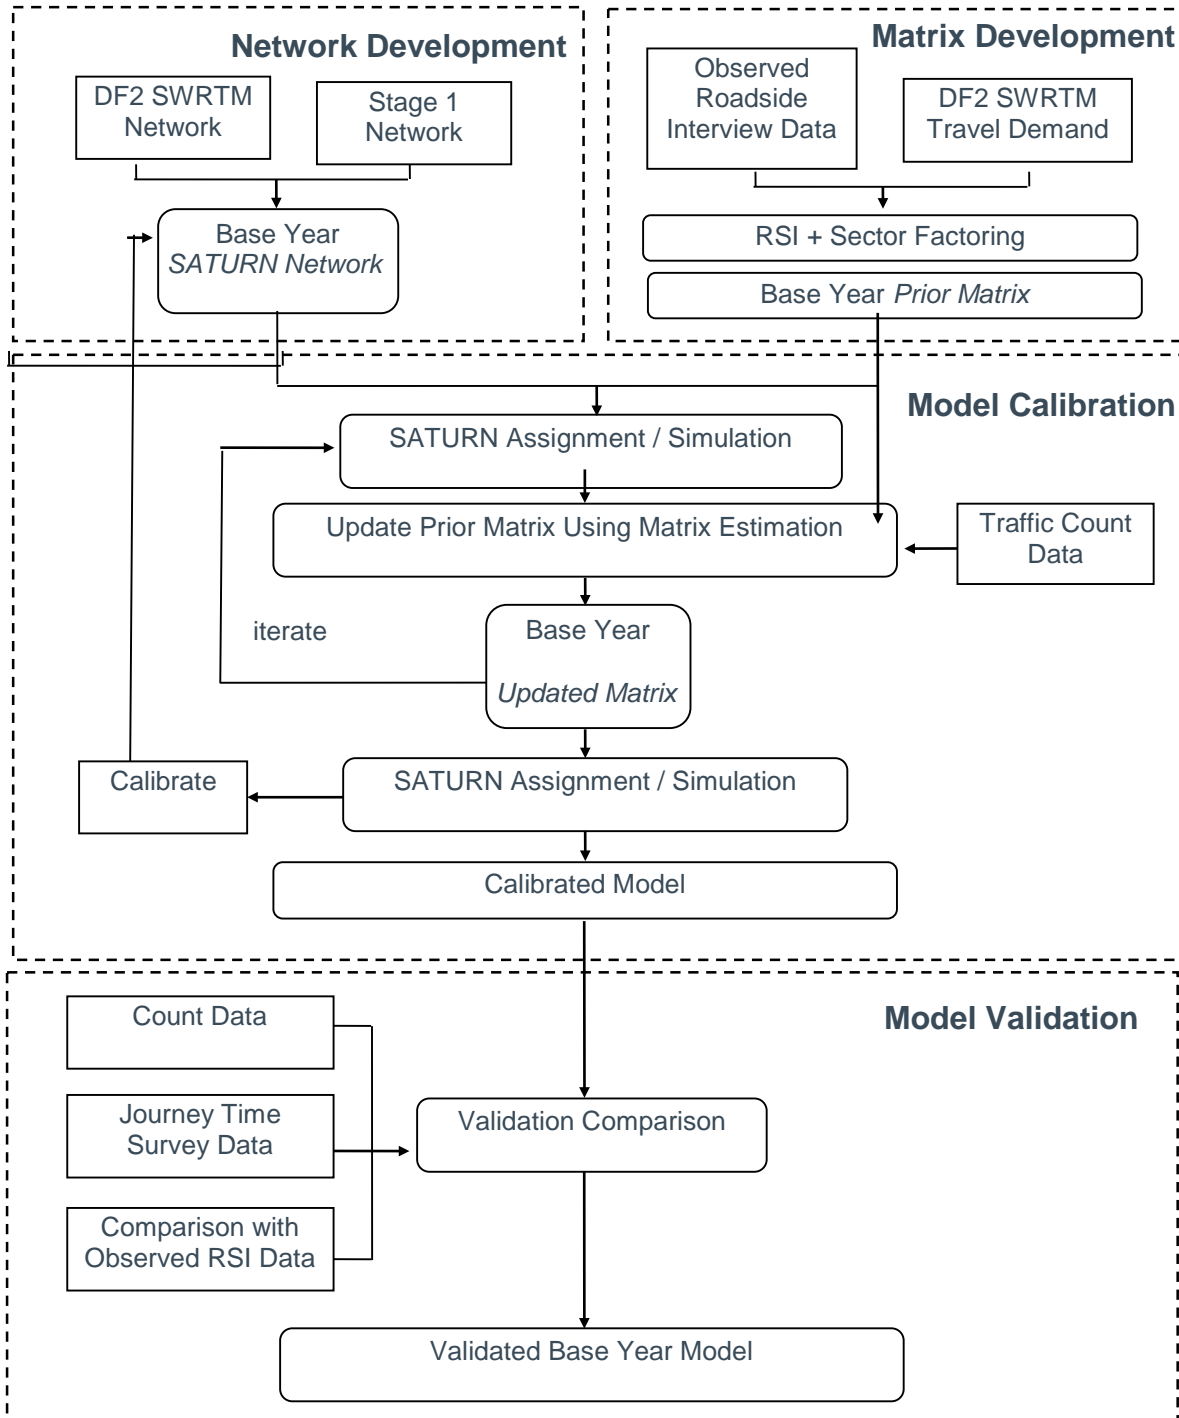 Network Development
DF2 SWRTM
Network
Stage 1
Network
Base Year
SATURN Network
Matrix Development
Observed
Roadside
Interview Data
DF2 SWRTM
Travel Demand
RSI + Sector Factoring
Base Year Prior Matrix
Model Calibration
SATURN Assignment / Simulation
Update Prior Matrix Using Matrix Estimation
Traffic Count
Data
iterate
Base Year
Updated Matrix
Calibrate
SATURN Assignment / Simulation
Calibrated Model
Model Validation
Count Data
Journey Time
Survey Data
Validation Comparison
Comparison with
Observed RSI Data
Validated Base Year Model